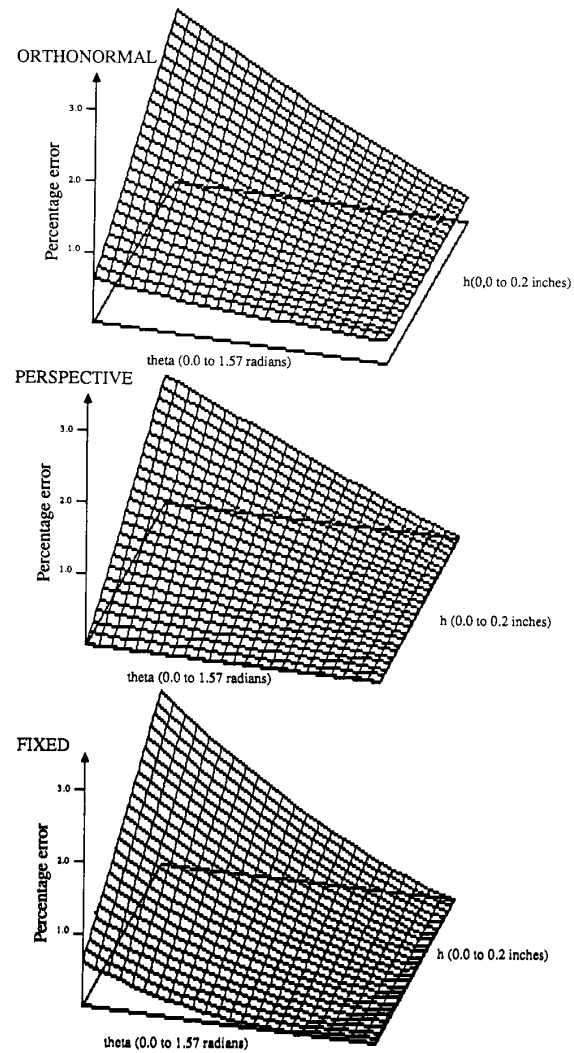 ORTHONORMAL
3.0
2.0
1.0
Percentage error
h(0,0 to 0.2 inches)
theta (0.0 to 1.57 radians)
PERSPECTIVE
3.0
2.0
1.0
Percentage error
h (0.0 to 0.2 inches)
theta (0.0 to 1.57 radians)
FIXED
3.0
2.0
1.0
Percentage error
h (0.0 to 0.2 inches)
theta (0.0 to 1.57 radians)